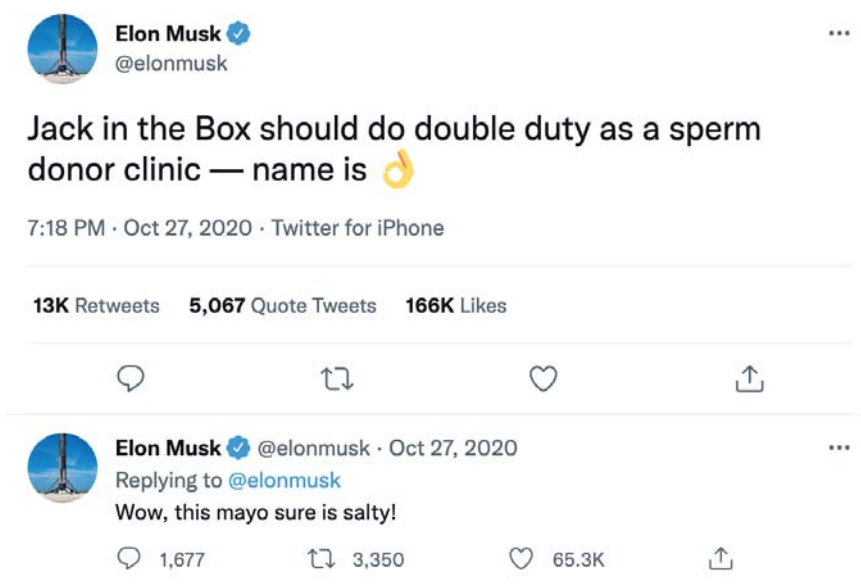 Elon Musk
@elonmusk
Jack in the Box should do double duty as a sperm
donor clinic — name is 👌
7:18 PM · Oct 27, 2020 · Twitter for iPhone
13K Retweets 5,067 Quote Tweets 166K Likes
Elon Musk @elonmusk · Oct 27, 2020
Replying to @elonmusk
Wow, this mayo sure is salty!
1,677 3,350 65.3K